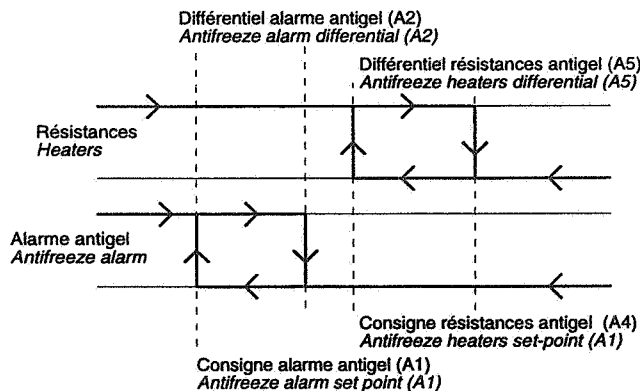 Différentiel alarme antigel (A2)
Antifreeze alarm differential (A2)
Différentiel résistances antigel (A5)
Antifreeze heaters differential (A5)
Résistances
Heaters
Alarme antigel
Antifreeze alarm
Consigne résistances antigel (A4)
Antifreeze heaters set-point (A1)
Consigne alarme antigel (A1)
Antifreeze alarm set point (A1)